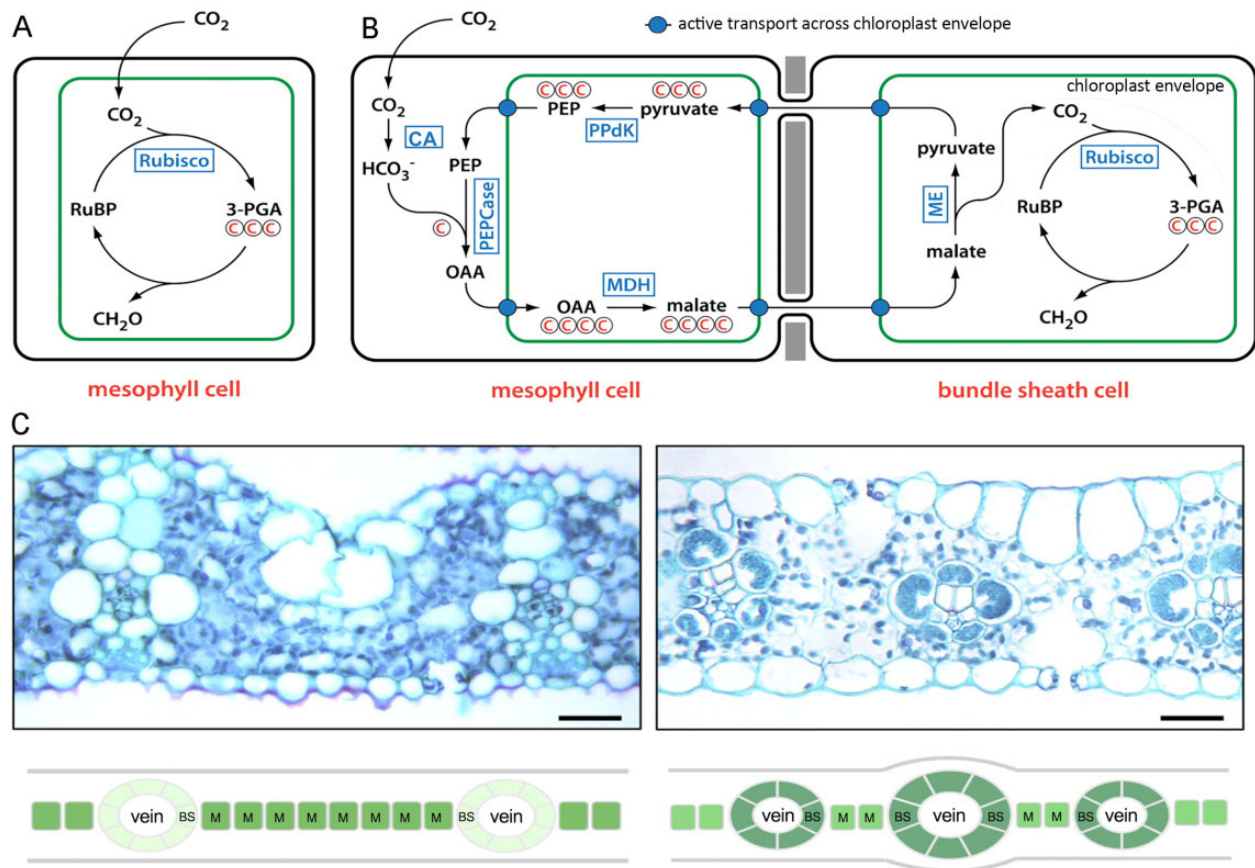 A
CO2
CO2
Rubisco
RuBP
3-PGA
C C C
CH2O
mesophyll cell
B
CO2
active transport across chloroplast envelope
chloroplast envelope
CO2
CA
HCO3-
C
PEP
PEPCase
OAA
C C C
PEP
C C C
pyruvate
PPdK
MDH
OAA
C C C C
malate
C C C C
mesophyll cell
pyruvate
ME
malate
CO2
Rubisco
RuBP
3-PGA
C C C
CH2O
bundle sheath cell
C
vein BS M M M M M M M M BS vein
vein BS M M BS vein BS M M BS vein